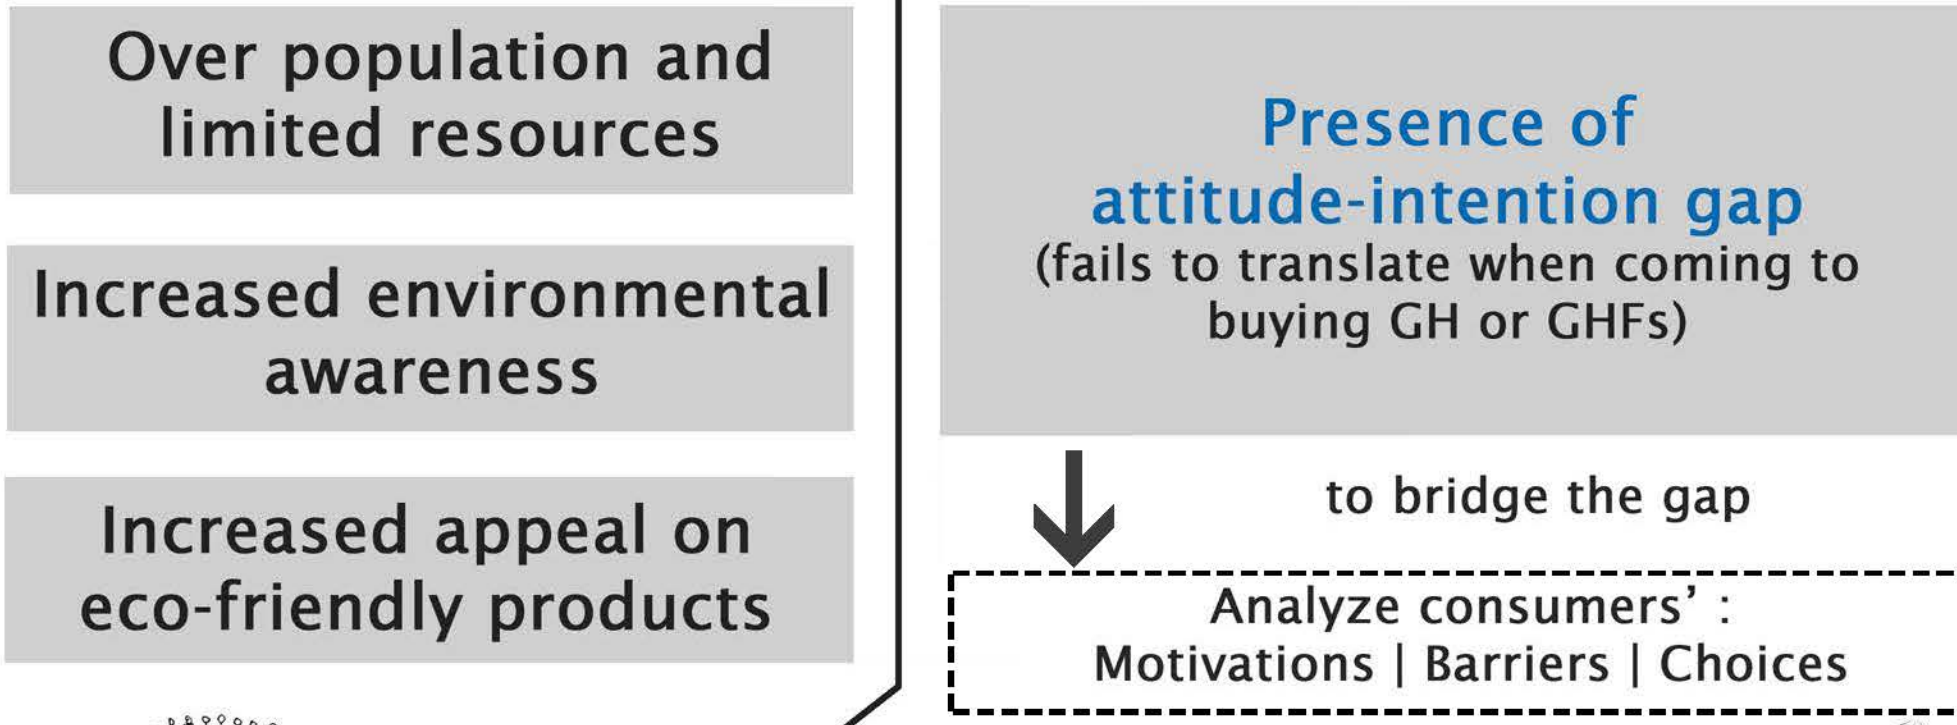 Over population and
limited resources
Increased environmental
awareness
Increased appeal on
eco-friendly products
Presence of
attitude-intention gap
(fails to translate when coming to
buying GH or GHFs)
to bridge the gap
Analyze consumers’ :
Motivations | Barriers | Choices